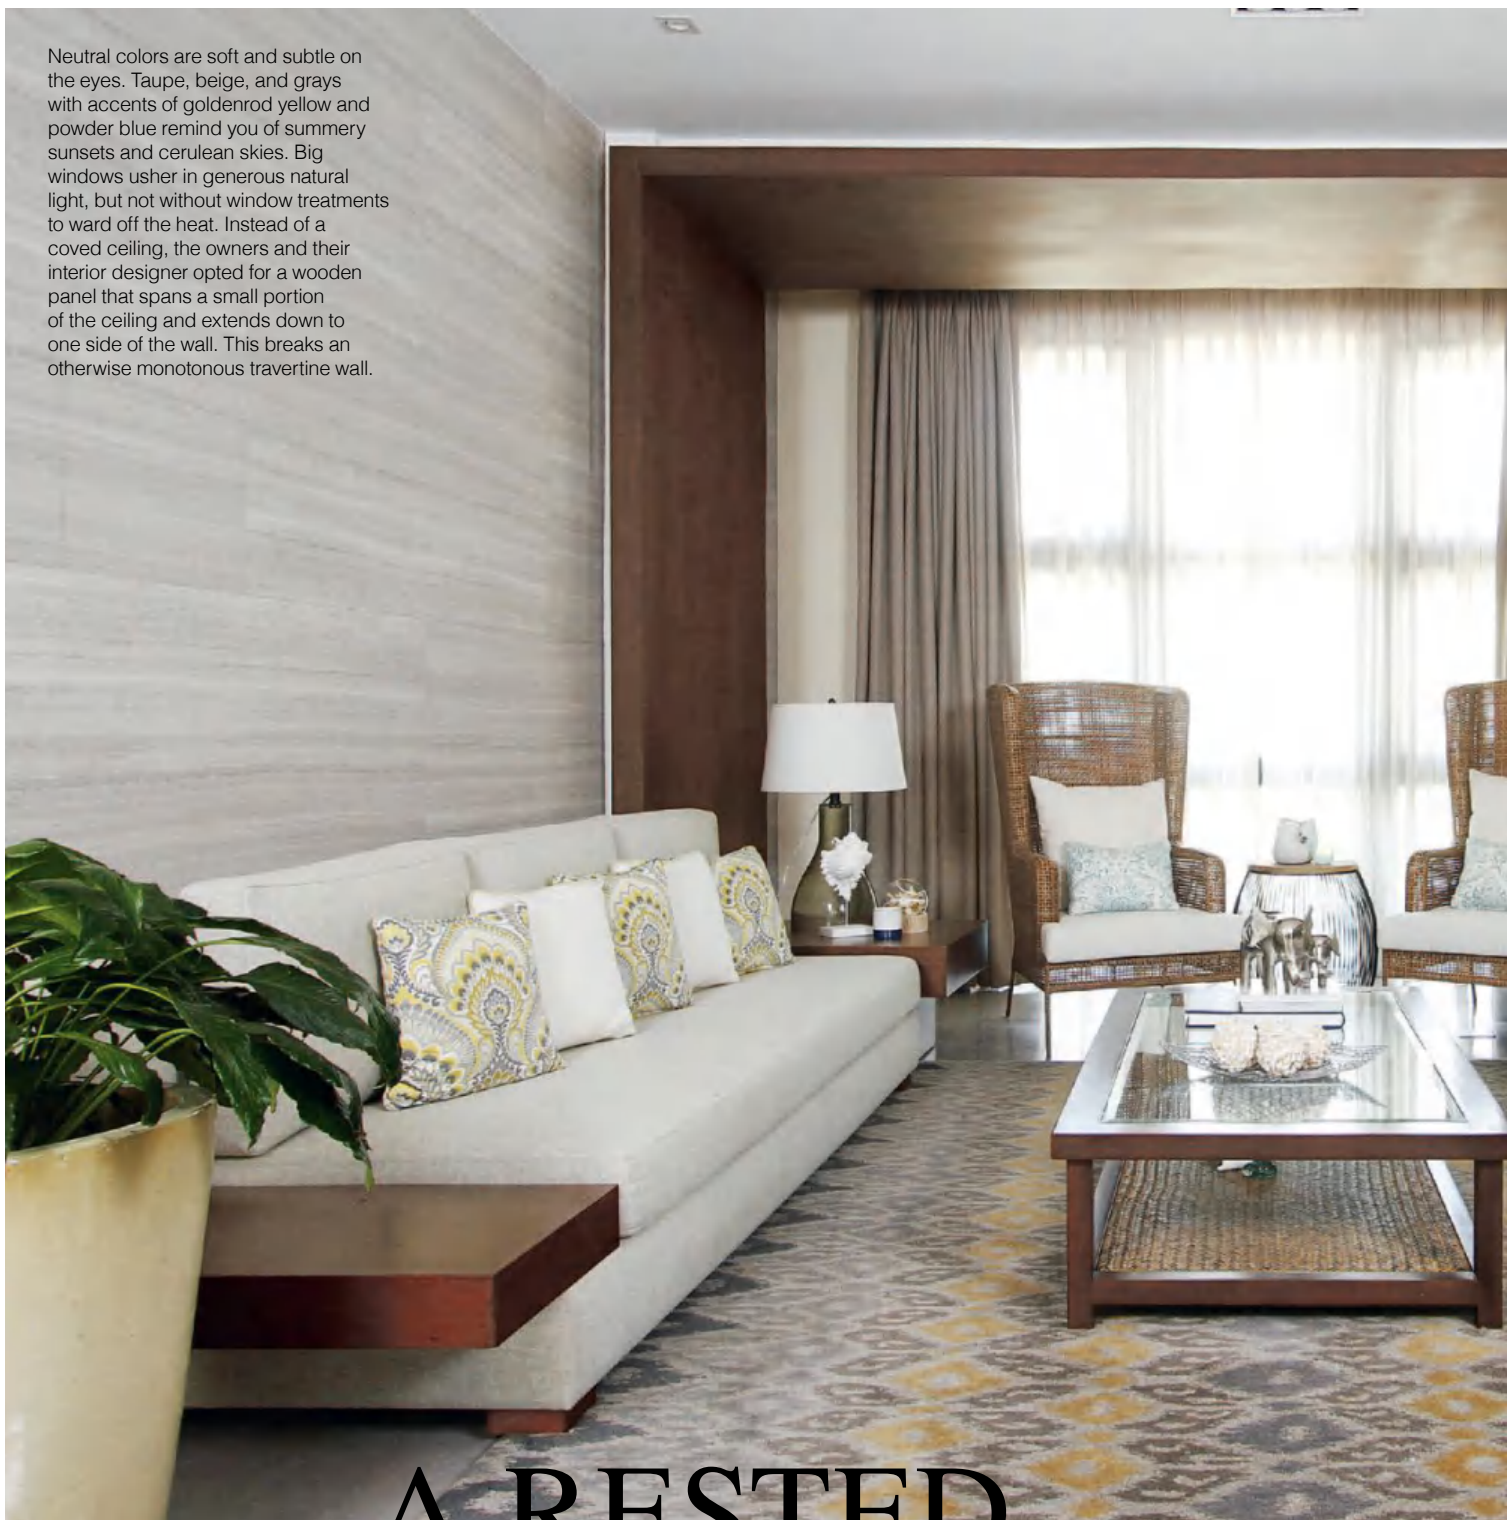 Neutral colors are soft and subtle on
the eyes. Taupe, beige, and grays
with accents of goldenrod yellow and
powder blue remind you of summery
sunsets and cerulean skies. Big
windows usher in generous natural
light, but not without window treatments
to ward off the heat. Instead of a
coved ceiling, the owners and their
interior designer opted for a wooden
panel that spans a small portion
of the ceiling and extends down to
one side of the wall. This breaks an
otherwise monotonous travertine wall.
A RESTED